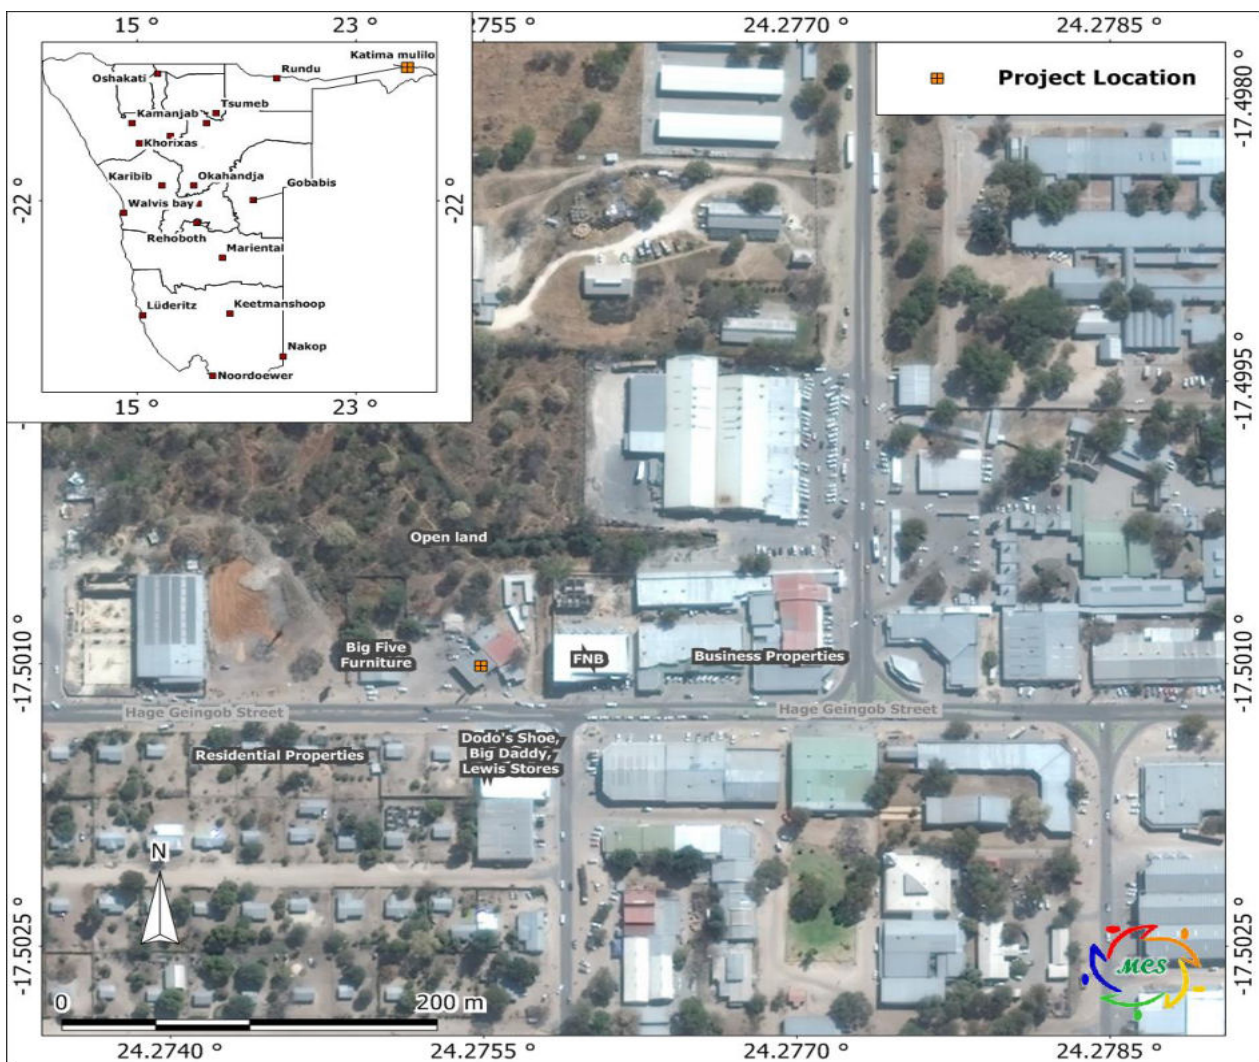 15 °
23 °
.2755 °
24.2770 °
24.2785 °
Katima mulilo
Oshakati
Rundu
Tsumeb
Kamanjab
Khorixas
Karibib
Okahandja
Gobabis
Walvis bay
Rehoboth
Mariental
Lüderitz
Keetmanshoop
Nakop
Noordoewer
-22 °
-22 °
15 °
23 °
Project Location
-17.4980 °
-17.4995 °
Open land
Big Five
Furniture
FNB
Business Properties
-17.5010 °
-17.5010 °
Hage Geingob Street
Hage Geingob Street
Dodo's Shoe,
Big Daddy,
Lewis Stores
Residential Properties
N
-17.5025 °
-17.5025 °
MCS
0
200 m
24.2740 °
24.2755 °
24.2770 °
24.2785 °